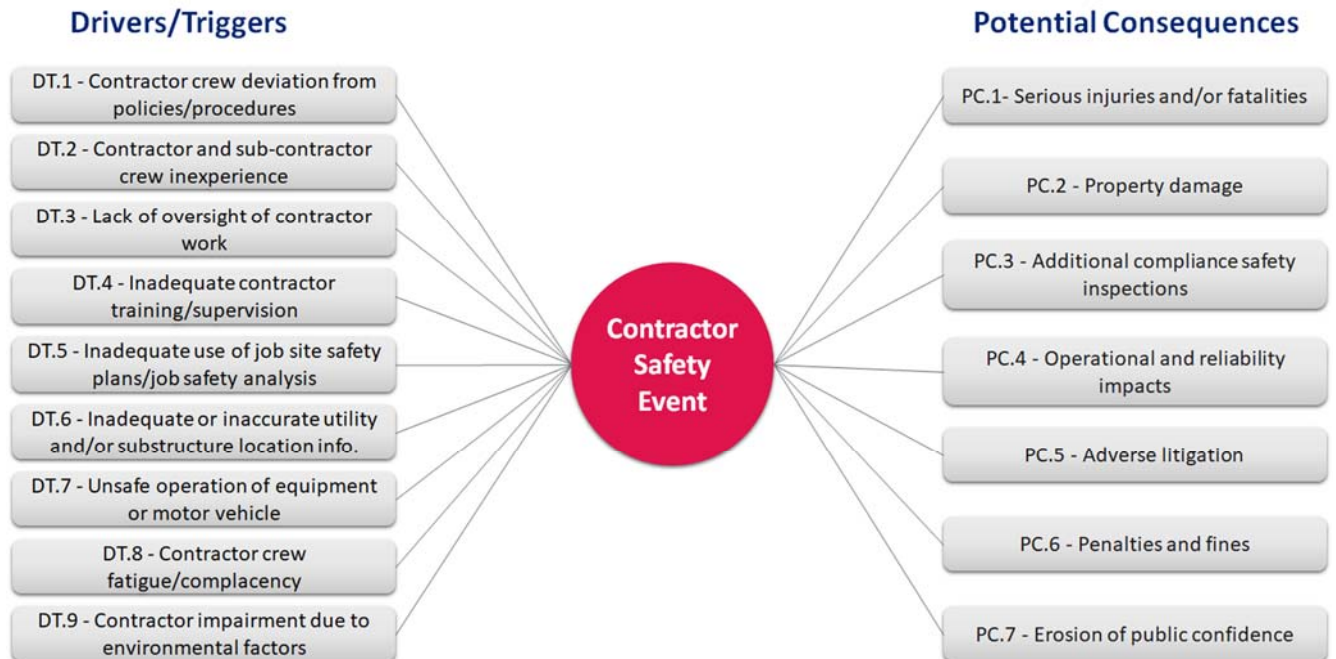 Drivers/Triggers
DT.1 - Contractor crew deviation from
policies/procedures
DT.2 - Contractor and sub-contractor
crew inexperience
DT.3 - Lack of oversight of contractor
work
DT.4 - Inadequate contractor
training/supervision
DT.5 - Inadequate use of job site safety
plans/job safety analysis
DT.6 - Inadequate or inaccurate utility
and/or substructure location info.
DT.7 - Unsafe operation of equipment
or motor vehicle
DT.8 - Contractor crew
fatigue/complacency
DT.9 - Contractor impairment due to
environmental factors
Contractor
Safety
Event
Potential Consequences
PC.1- Serious injuries and/or fatalities
PC.2 - Property damage
PC.3 - Additional compliance safety
inspections
PC.4 - Operational and reliability
impacts
PC.5 - Adverse litigation
PC.6 - Penalties and fines
PC.7 - Erosion of public confidence